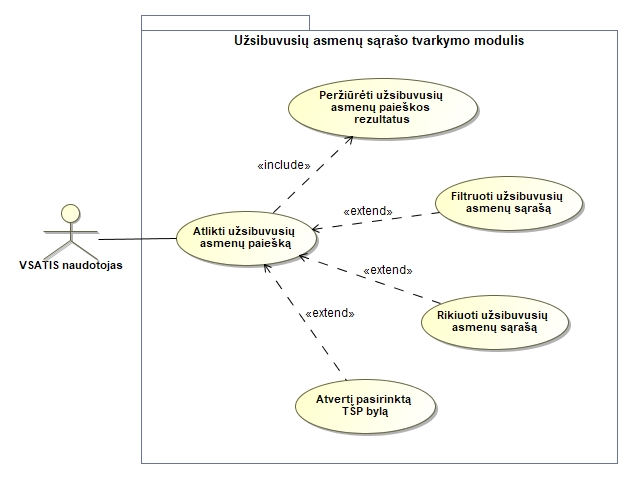 Užsibuvusių asmenų sąrašo tvarkymo modulis
Peržiūrėti užsibuvusių
asmenų paieškos
rezultatus
«include»
Filtruoti užsibuvusių
asmenų sąrašą
«extend»
Atlikti užsibuvusių
asmenų paiešką
VSATIS naudotojas
«extend»
Rikiuoti užsibuvusių
asmenų sąrašą
«extend»
Atverti pasirinktą
TŠP bylą